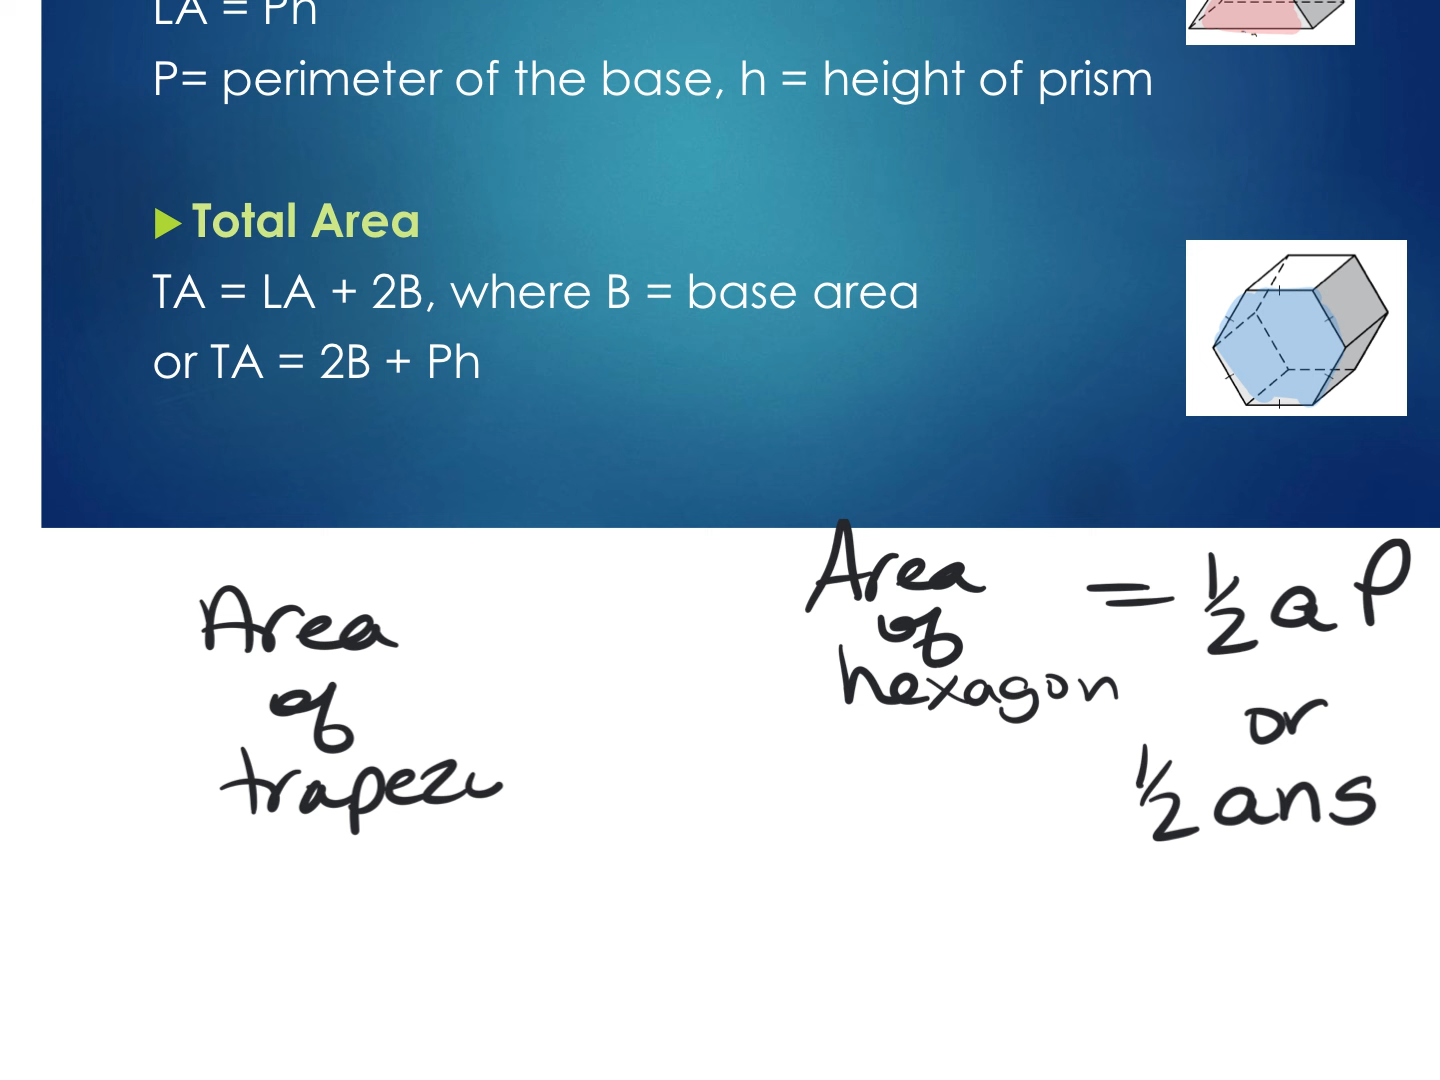 LA = Ph
P= perimeter of the base, h = height of prism
Total Area
TA = LA + 2B, where B = base area
or TA = 2B + Ph
Area
of
hexagon
= ½ a P
or
½ ans
Area
of
trapezu